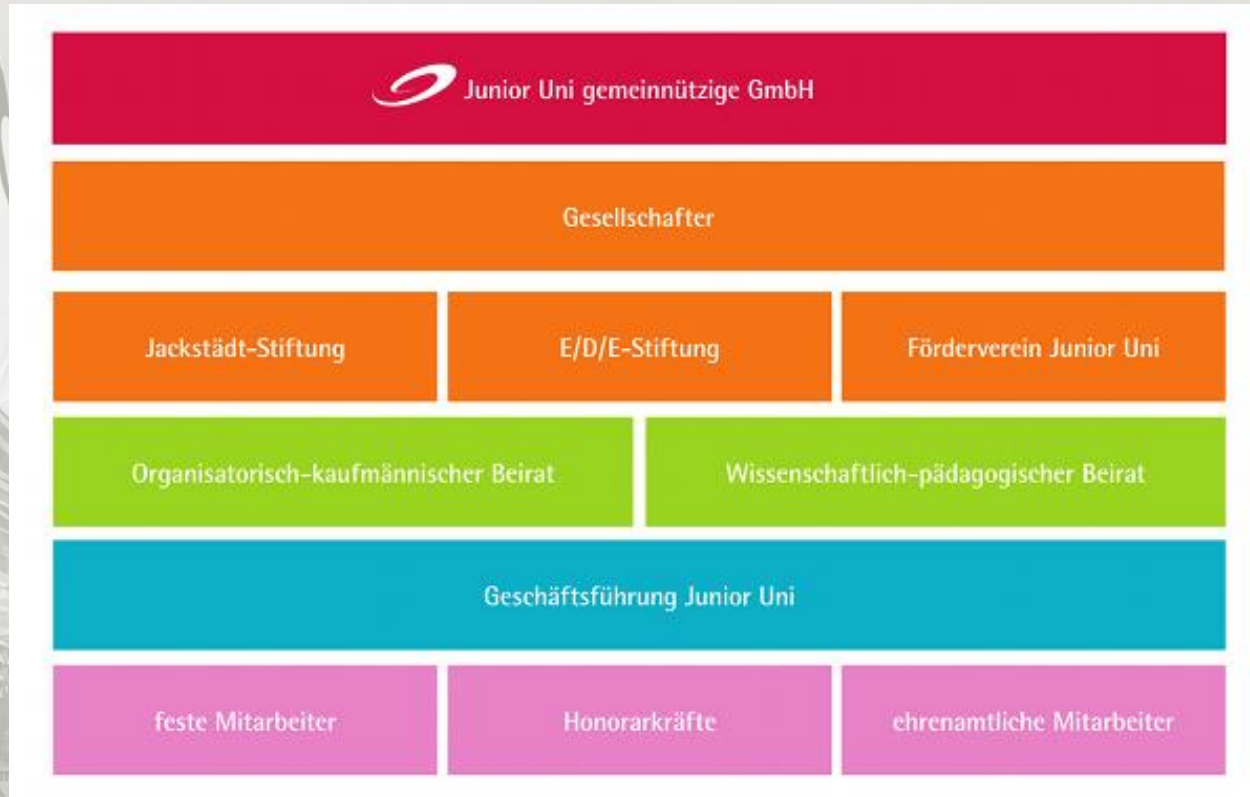 Junior Uni gemeinnützige GmbH
Gesellschafter
Jackstädt-Stiftung
E/D/E-Stiftung
Förderverein Junior Uni
Organisatorisch-kaufmännischer Beirat
Wissenschaftlich-pädagogischer Beirat
Geschäftsführung Junior Uni
feste Mitarbeiter
Honorarkräfte
ehrenamtliche Mitarbeiter